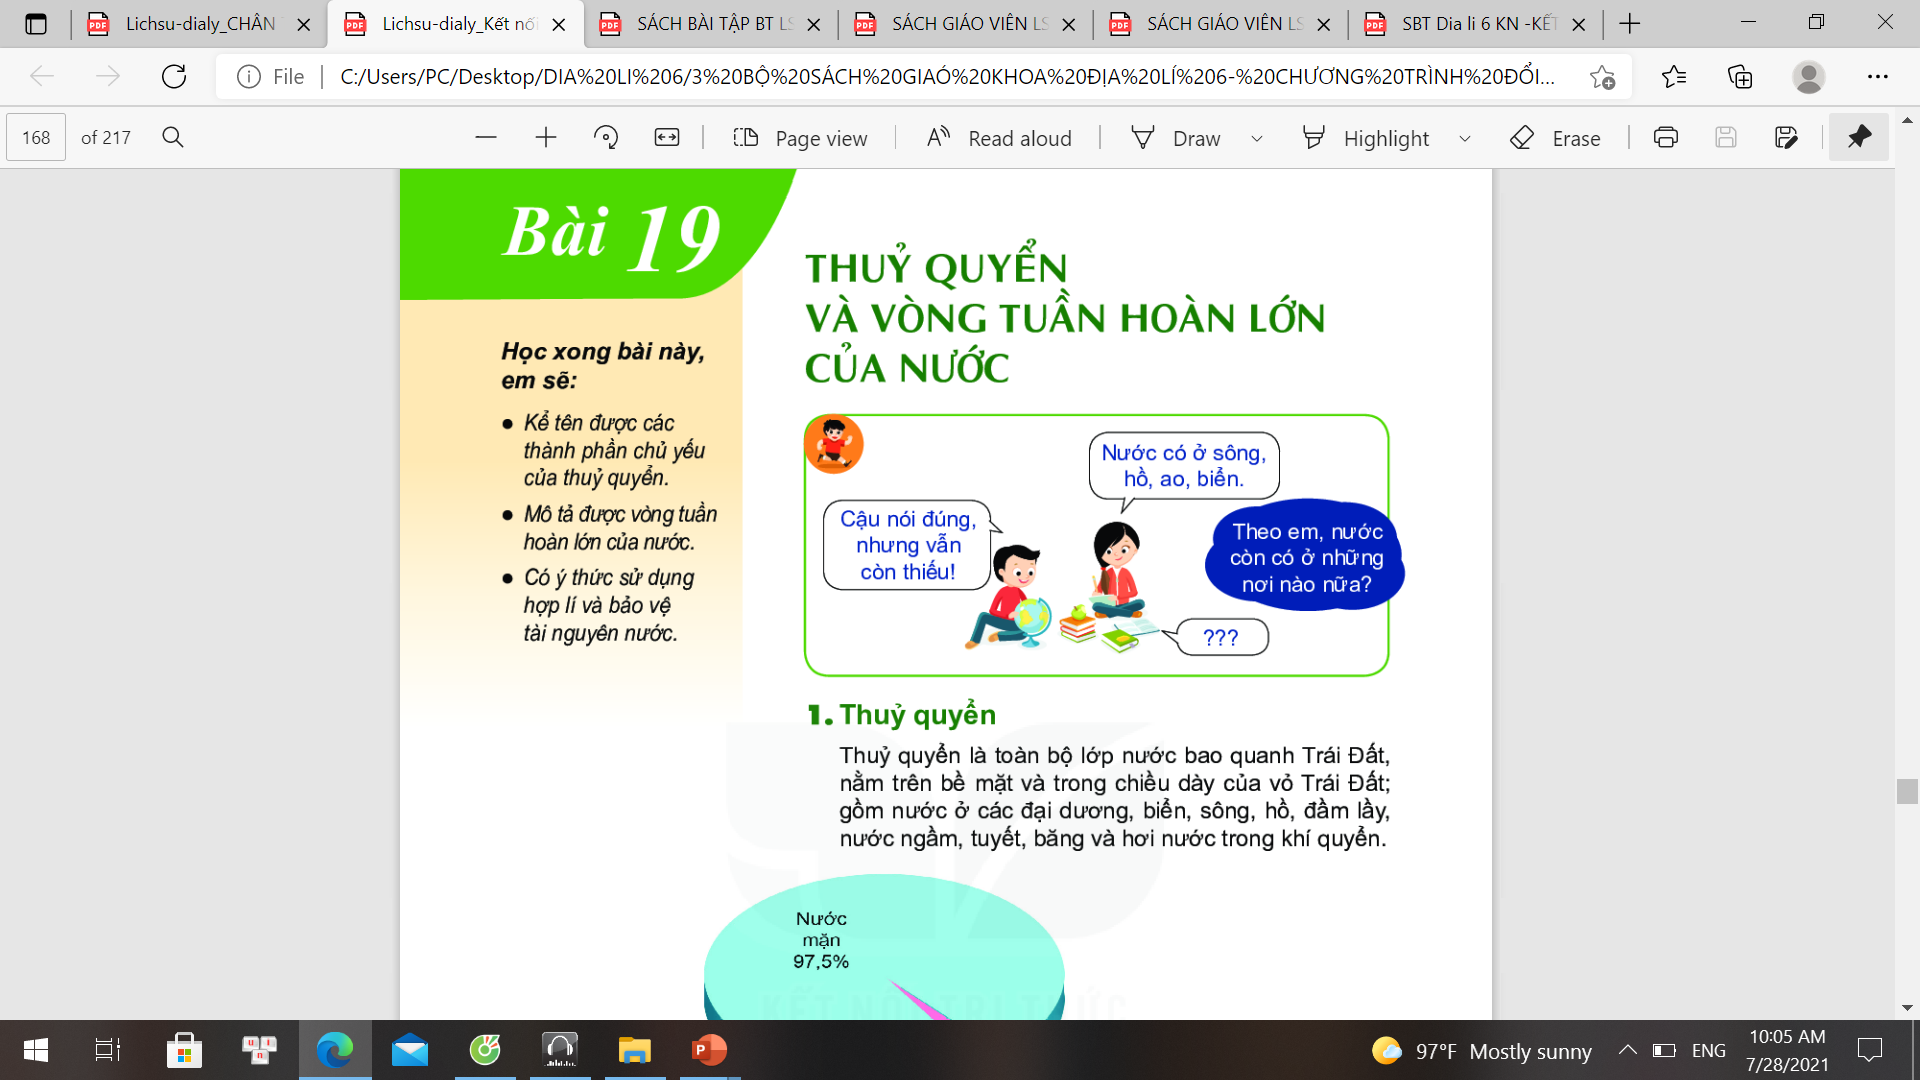 Lichsu-dialy_CHÂN
Lichsu-dialy_Kết nối
SÁCH BÀI TẬP BT LS
SÁCH GIÁO VIÊN LS
SÁCH GIÁO VIÊN LS
SBT Dia li 6 KN -KẾT
File
C:/Users/PC/Desktop/DIA%20LI%206/3%20BỘ%20SÁCH%20GIAÓ%20KHOA%20ĐỊA%20LÍ%206-%20CHƯƠNG%20TRÌNH%20ĐỔI...
168 of 217
Page view
Read aloud
Draw
Highlight
Erase
Bài 19
THUỶ QUYỂN
VÀ VÒNG TUẦN HOÀN LỚN
CỦA NƯỚC
Học xong bài này,
em sẽ:
• Kể tên được các
thành phần chủ yếu
của thuỷ quyển.
• Mô tả được vòng tuần
hoàn lớn của nước.
• Có ý thức sử dụng
hợp lí và bảo vệ
tài nguyên nước.
Nước có ở sông,
hồ, ao, biển.
Cậu nói đúng,
nhưng vẫn
còn thiếu!
Theo em, nước
còn có ở những
nơi nào nữa?
???
1. Thuỷ quyển
Thuỷ quyển là toàn bộ lớp nước bao quanh Trái Đất,
nằm trên bề mặt và trong chiều dày của vỏ Trái Đất;
gồm nước ở các đại dương, biển, sông, hồ, đầm lầy,
nước ngầm, tuyết, băng và hơi nước trong khí quyển.
Nước
mặn
97,5%
KẾT NỐI TRI THỨC
97°F Mostly sunny
ENG
10:05 AM
7/28/2021